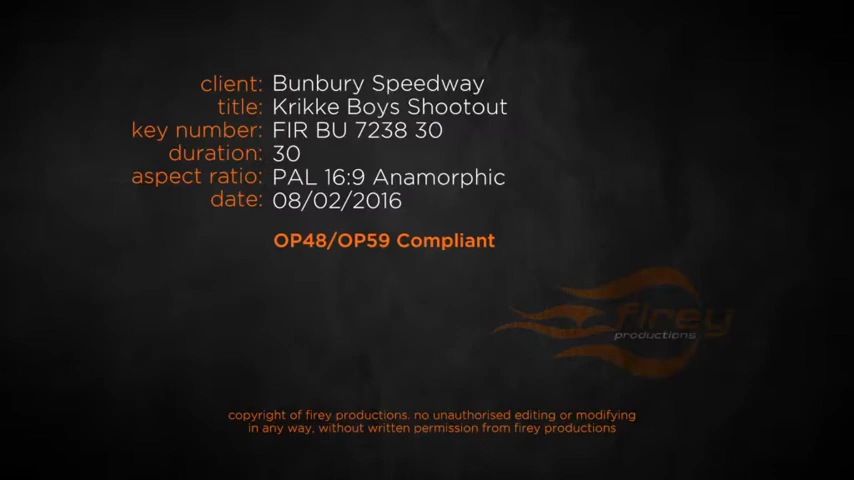 client: Bunbury Speedway
title: Krikke Boys Shootout
key number: FIR BU 7238 30
duration: 30
aspect ratio: PAL 16:9 Anamorphic
date: 08/02/2016
OP48/OP59 Compliant
firey
productions
copyright of firey productions. no unauthorised editing or modifying
in any way, without written permission from firey productions